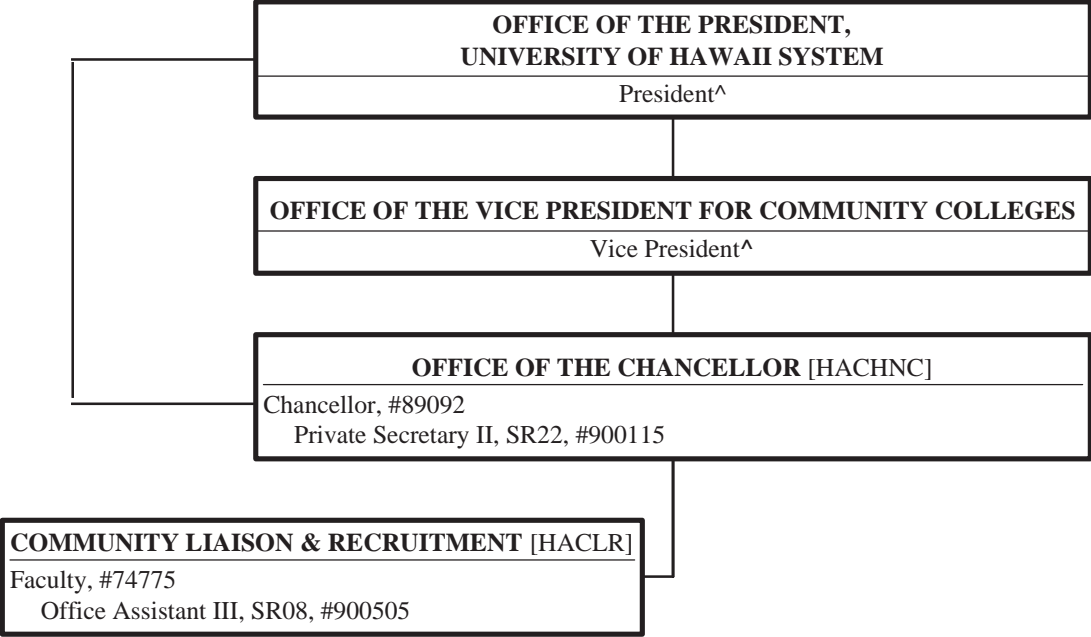 OFFICE OF THE PRESIDENT,
UNIVERSITY OF HAWAII SYSTEM
President^
OFFICE OF THE VICE PRESIDENT FOR COMMUNITY COLLEGES
Vice President^
OFFICE OF THE CHANCELLOR [HACHNC]
Chancellor, #89092
Private Secretary II, SR22, #900115
COMMUNITY LIAISON & RECRUITMENT [HACLR]
Faculty, #74775
Office Assistant III, SR08, #900505